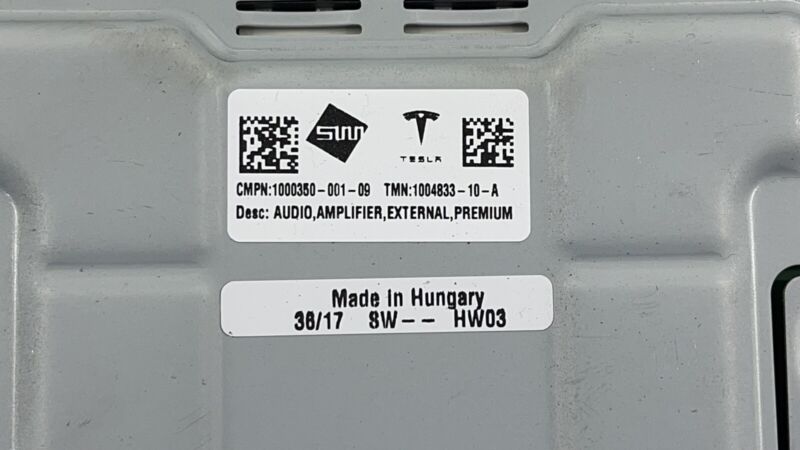 SW
TESLA
CMPN:1000350-001-09 TMN:1004833-10-A
Desc: AUDIO,AMPLIFIER,EXTERNAL,PREMIUM
Made In Hungary
36/17 SW-- HW03